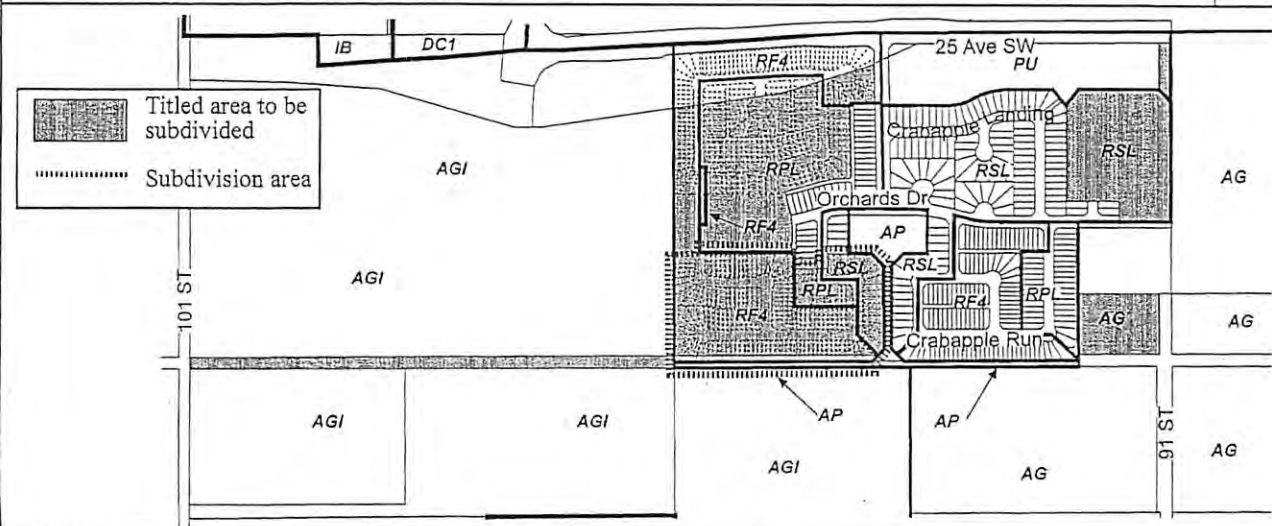 IB
DC1
25 Ave SW
PU
RF4
Titled area to be
subdivided
Subdivision area
Crabapple Landing
AGI
RPL
RSL
RSL
AG
Orchards Dr
RF4
AP
AGI
RSL
RSL
RPL
RF4
RF4
RPL
AG
AG
101 ST
Crabapple Run
AP
AP
AGI
AGI
AGI
AG
91 ST
AG